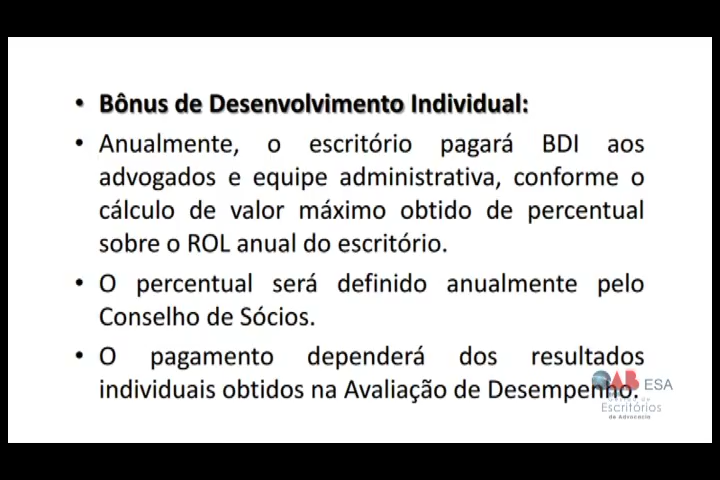 • Bônus de Desenvolvimento Individual:
• Anualmente, o escritório pagará BDI aos
advogados e equipe administrativa, conforme o
cálculo de valor máximo obtido de percentual
sobre o ROL anual do escritório.
• O percentual será definido anualmente pelo
Conselho de Sócios.
• O pagamento dependerá dos resultados
individuais obtidos na Avaliação de Desempenho.
OAB ESA
Escritórios
de Advocacia